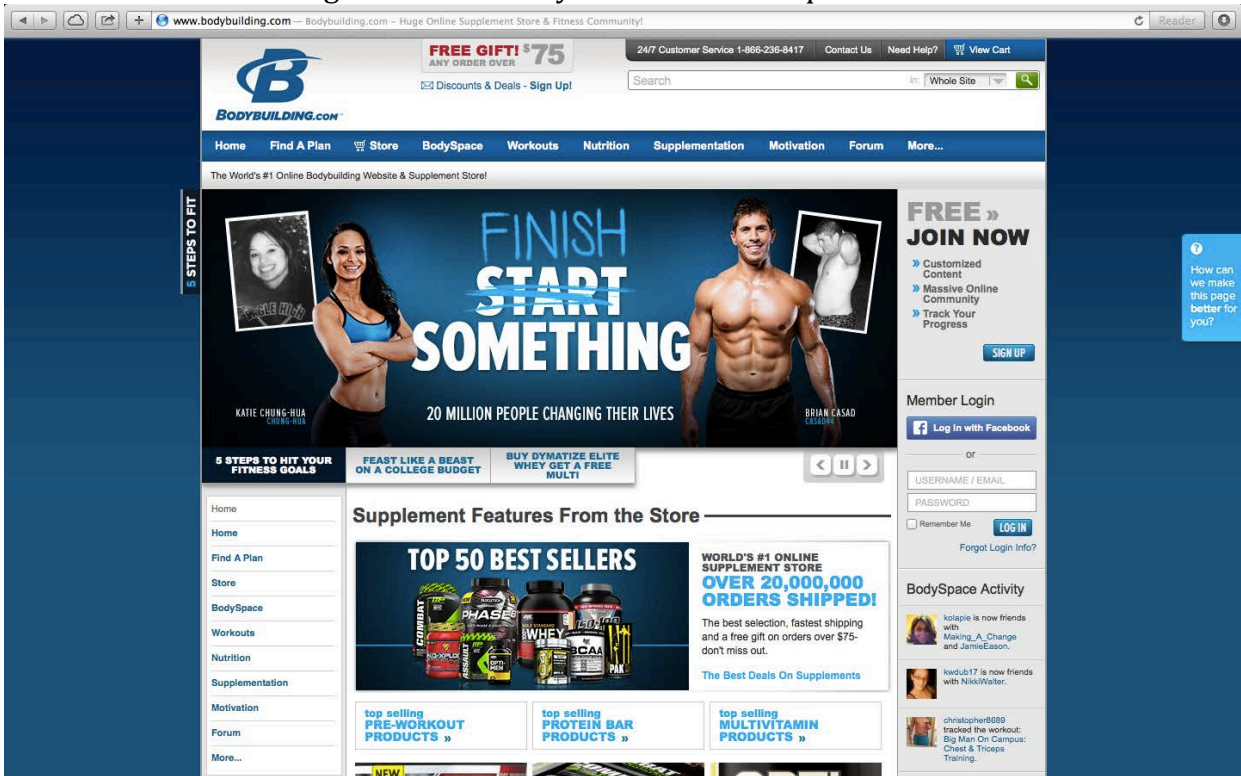 www.bodybuilding.com — Bodybuilding.com - Huge Online Supplement Store & Fitness Community!
Reader
FREE GIFT! $75
ANY ORDER OVER
Discounts & Deals - Sign Up!
24/7 Customer Service 1-866-236-8417 Contact Us Need Help? View Cart
Search in: Whole Site
BODYBUILDING.COM
Home Find A Plan Store BodySpace Workouts Nutrition Supplementation Motivation Forum More...
The World's #1 Online Bodybuilding Website & Supplement Store!
5 STEPS TO FIT
FINISH
START
SOMETHING
20 MILLION PEOPLE CHANGING THEIR LIVES
KATIE CHUNG-HUA
CHUNG-HUA
BRIAN CASAD
CASAD44
5 STEPS TO HIT YOUR
FITNESS GOALS
FEAST LIKE A BEAST
ON A COLLEGE BUDGET
BUY DYMATIZE ELITE
WHEY GET A FREE
MULTI
FREE »
JOIN NOW
» Customized
Content
» Massive Online
Community
» Track Your
Progress
SIGN UP
Member Login
Log in with Facebook
or
USERNAME / EMAIL
PASSWORD
Remember Me LOG IN
Forgot Login Info?
BodySpace Activity
kolapie is now friends
with
Making_A_Change
and JamieEason.
kwdub17 is now friends
with NikkiWalter.
christopher8689
tracked the workout:
Big Man On Campus:
Chest & Triceps
Training.
How can
we make
this page
better for
you?
Home
Home
Find A Plan
Store
BodySpace
Workouts
Nutrition
Supplementation
Motivation
Forum
More...
Supplement Features From the Store
TOP 50 BEST SELLERS
COMBAT
PHASE8
WHEY
ISO-100
NO-XPLODE
ASSAULT
OPTI-
MEN
BCAA
PAK
WORLD'S #1 ONLINE
SUPPLEMENT STORE
OVER 20,000,000
ORDERS SHIPPED!
The best selection, fastest shipping
and a free gift on orders over $75-
don't miss out.
The Best Deals On Supplements
top selling
PRE-WORKOUT
PRODUCTS »
top selling
PROTEIN BAR
PRODUCTS »
top selling
MULTIVITAMIN
PRODUCTS »
NEW